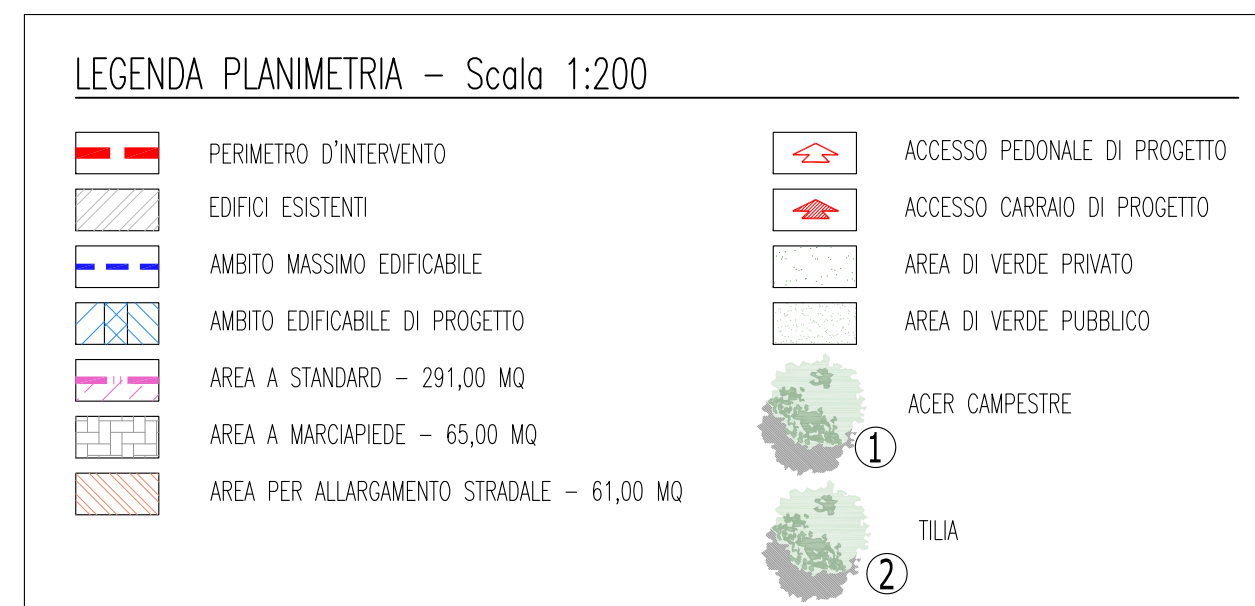 LEGENDA PLANIMETRIA – Scala 1:200
PERIMETRO D'INTERVENTO
EDIFICI ESISTENTI
AMBITO MASSIMO EDIFICABILE
AMBITO EDIFICABILE DI PROGETTO
AREA A STANDARD – 291,00 MQ
AREA A MARCIAPIEDE – 65,00 MQ
AREA PER ALLARGAMENTO STRADALE – 61,00 MQ
ACCESSO PEDONALE DI PROGETTO
ACCESSO CARRAIO DI PROGETTO
AREA DI VERDE PRIVATO
AREA DI VERDE PUBBLICO
ACER CAMPESTRE
1
TILIA
2